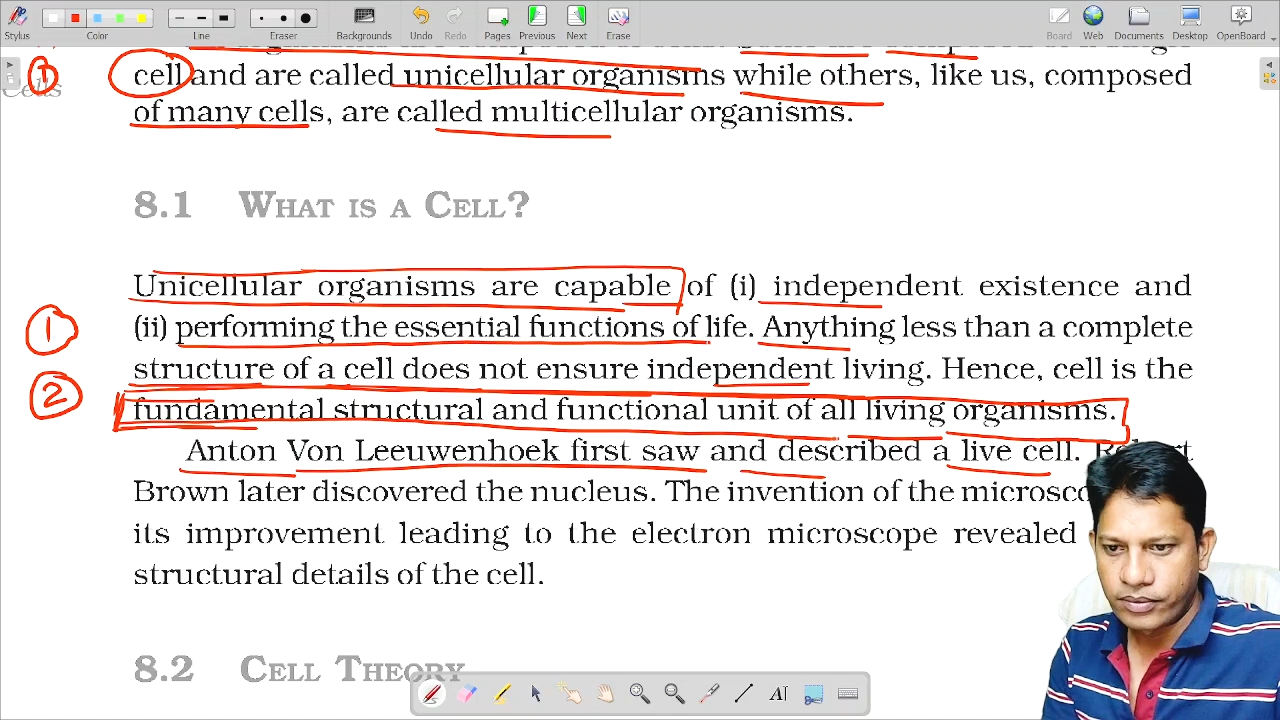 Stylus Color Line Eraser Backgrounds Undo Redo Pages Previous Next Erase Board Web Documents Desktop OpenBoard
1 cell and are called unicellular organisms while others, like us, composed
Cells
of many cells, are called multicellular organisms.
8.1 WHAT IS A CELL?
Unicellular organisms are capable of (i) independent existence and
1 (ii) performing the essential functions of life. Anything less than a complete
structure of a cell does not ensure independent living. Hence, cell is the
2 fundamental structural and functional unit of all living organisms.
Anton Von Leeuwenhoek first saw and described a live cell.
Brown later discovered the nucleus. The invention of the
its improvement leading to the electron microscope revealed
structural details of the cell.
8.2 CELL THEORY